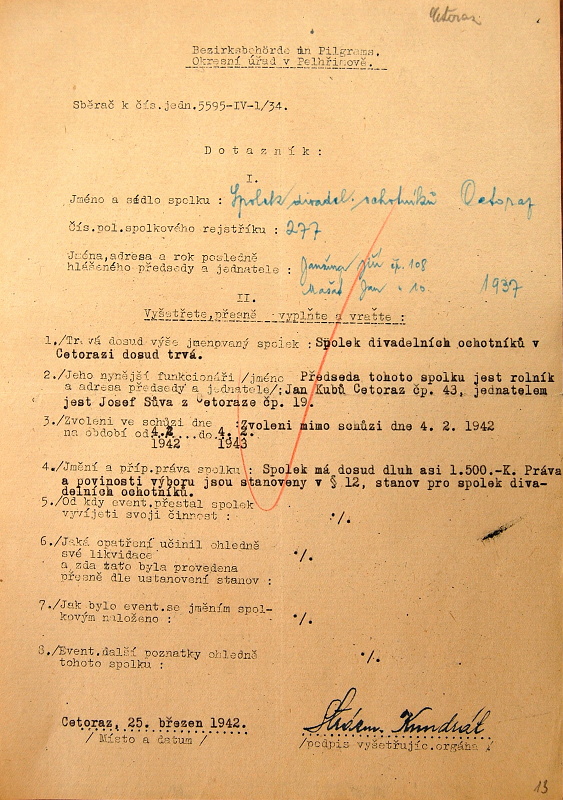 Cetoraz
Bezirksbehörde in Pilgrams.
Okresní úřad v Pelhřimově.
Sběrač k čís.jedn.5595-IV-1/34.
Dotazník:
I.
Jméno a sídlo spolku : Spolek divadel. ochotníků Cetoraz
čís.pol.spolkového rejstříku : 277
Jména,adresa a rok posledně
hlášeného předsedy a jednatele : Jiří čp. 108
Mašát Jan " 10. 1937
II.
Vyšetřete,přesně vyplňte a vraťte :
1./Trvá dosud výše jmenovaný spolek :Spolek divadelních ochotníků v
Cetorazi dosud trvá.
2./Jeho nynější funkcionáři /jméno Předseda tohoto spolku jest rolník
a adresa předsedy a jednatele/:Jan Kubů Cetoraz čp. 43, jednatelem
jest Josef Sůva z Cetoraze čp. 19.
3./Zvoleni ve schůzi dne :Zvoleni mimo schůzi dne 4. 2. 1942
na období od 4.2. ..do 4. 2.
1942 1943
4./Jmění a příp.práva spolku : Spolek má dosud dluh asi 1.500.-K. Práva
a povinosti výboru jsou stanoveny v § 12, stanov pro spolek diva-
delních ochotníků.
5./Od kdy event.přestal spolek
vyvíjeti svoji činnost : ·/.
6./Jaká opatření učinil ohledně
své likvidace
a zda tato byla provedena
přesně dle ustanovení stanov : ·/.
7./Jak bylo event.se jměním spol-
kovým naloženo : ·/.
8./Event.další poznatky ohledně
tohoto spolku : ·/.
Cetoraz, 25. březen 1942.
Strážm. Kundrát
/ Místo a datum /
/podpis vyšetřujíc.orgána /
13